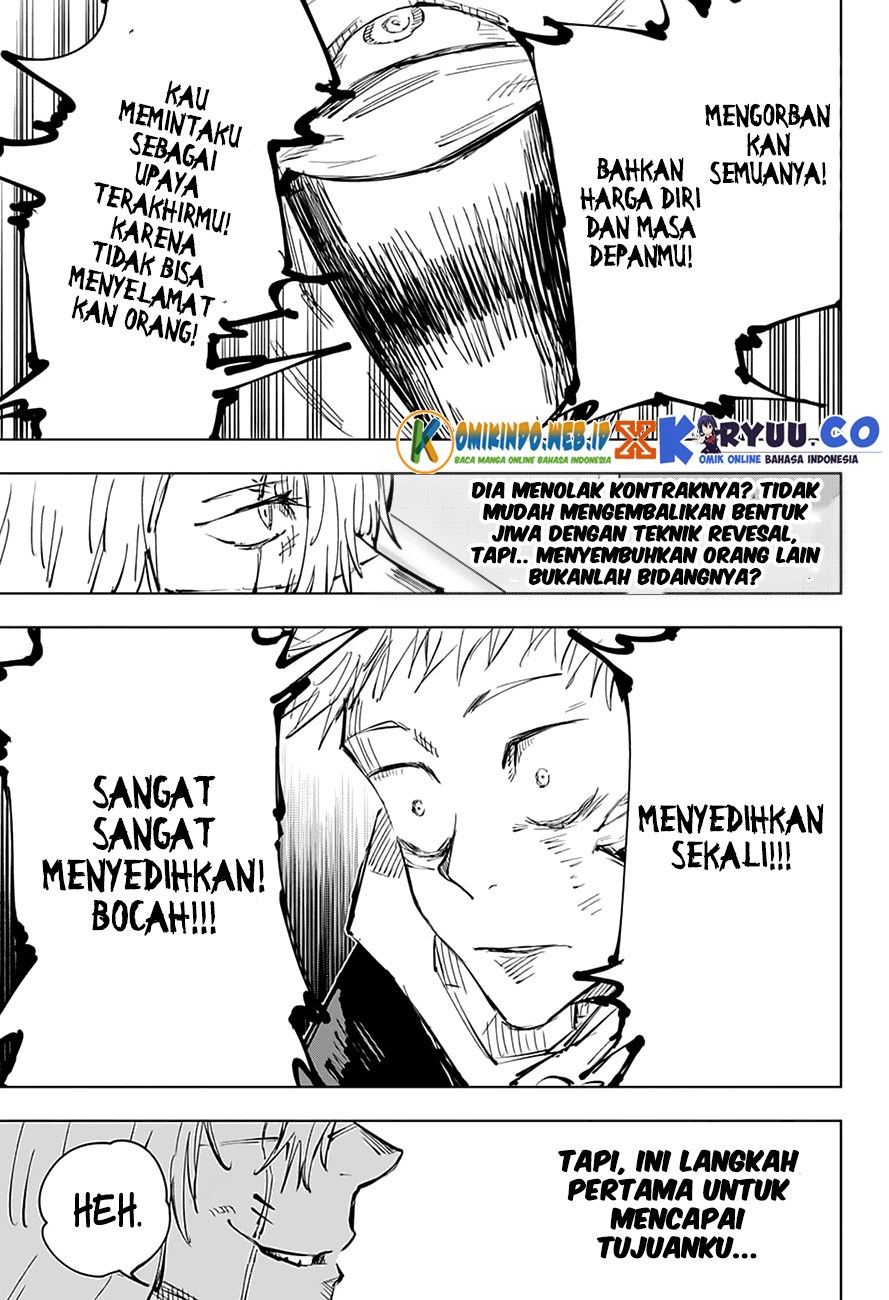 MENGORBAN
KAN
SEMUANYA!
BAHKAN
HARGA DIRI
DAN MASA
DEPANMU!
KAU
MEMINTAKU
SEBAGAI
UPAYA
TERAKHIRMU!
KARENA
TIDAK BISA
MENYELAMAT
KAN ORANG!
KOMIKINDO.WEB.ID
BACA MANGA ONLINE BAHASA INDONESIA
X
KIRYUU.CO
OMIK ONLINE BAHASA INDONESIA
DIA MENOLAK KONTRAKNYA? TIDAK
MUDAH MENGEMBALIKAN BENTUK
JIWA DENGAN TEKNIK REVESAL,
TAPI.. MENYEMBUHKAN ORANG LAIN
BUKANLAH BIDANGNYA?
MENYEDIHKAN
SEKALI!!!
SANGAT
SANGAT
MENYEDIHKAN!
BOCAH!!!
TAPI, INI LANGKAH
PERTAMA UNTUK
MENCAPAI
TUJUANKU...
HEH.